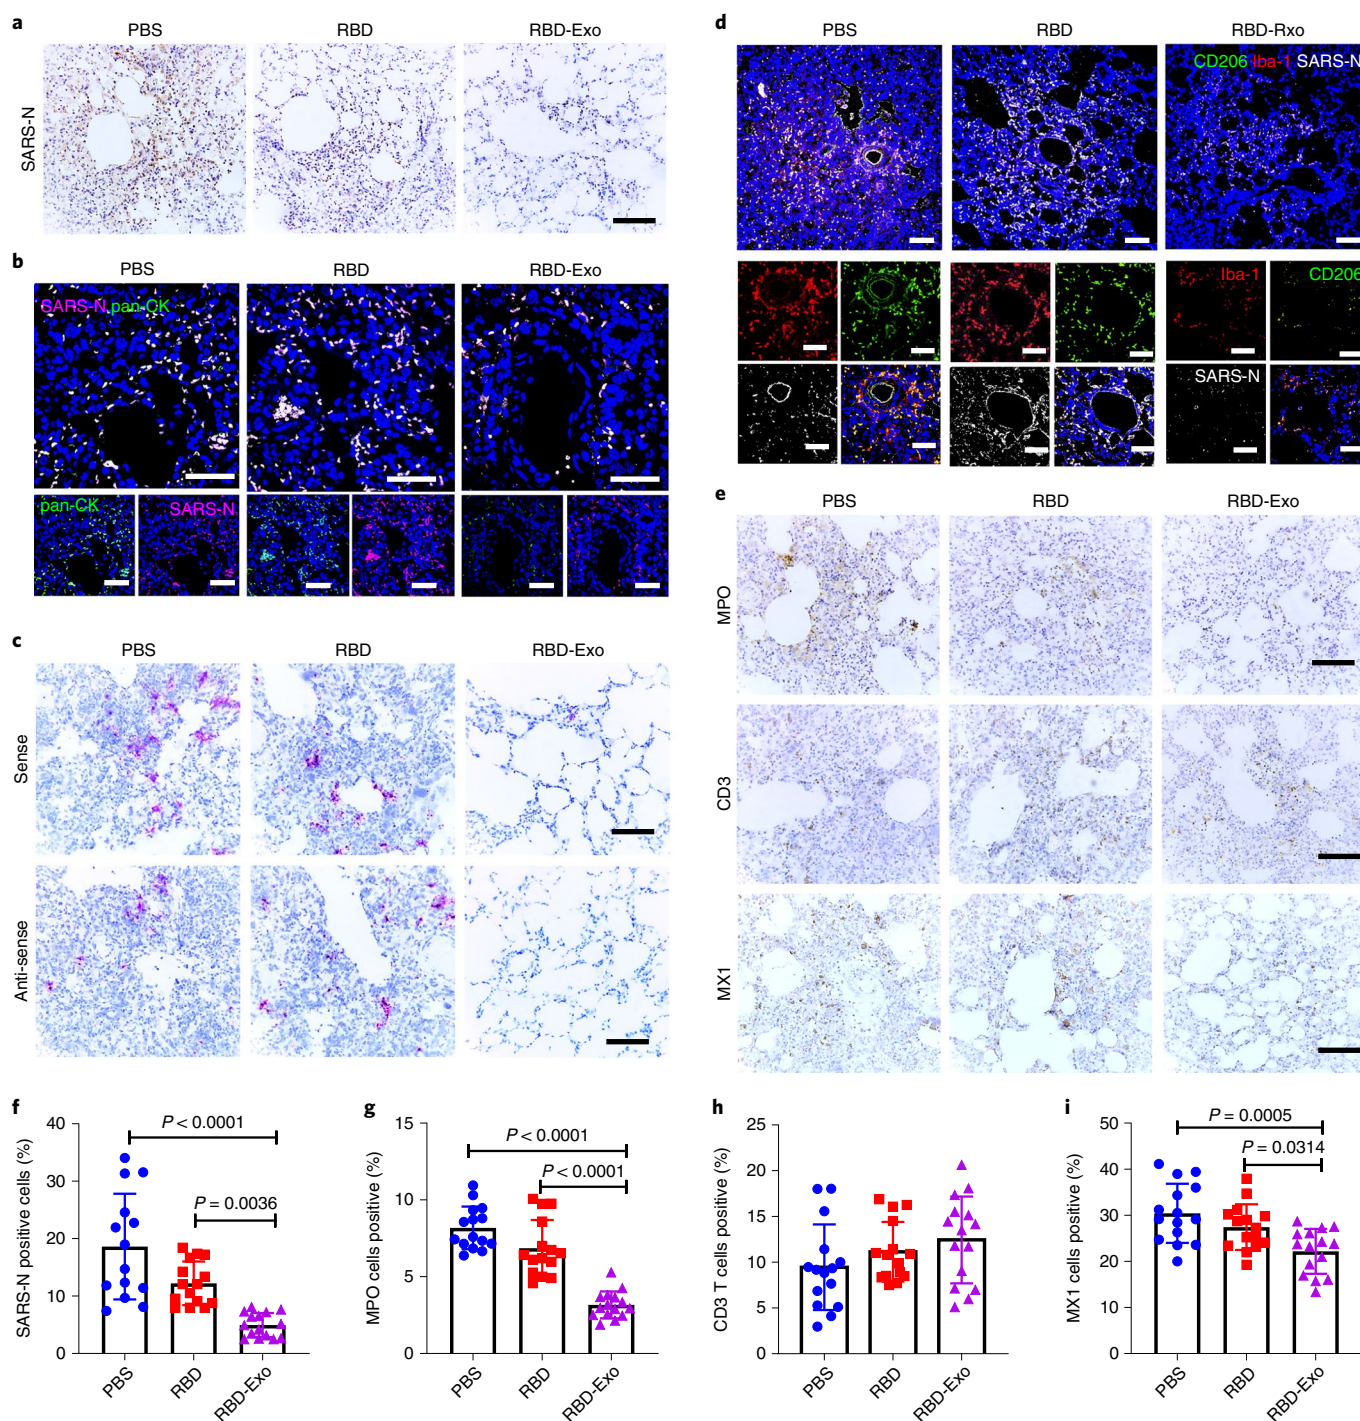 a
PBS RBD RBD-Exo
SARS-N
b
PBS RBD RBD-Exo
SARS-N pan-CK
pan-CK SARS-N
c
PBS RBD RBD-Exo
Sense
Anti-sense
d
PBS RBD RBD-Rxo
CD206 Iba-1 SARS-N
Iba-1 CD206
SARS-N
e
PBS RBD RBD-Exo
MPO
CD3
MX1
f
SARS-N positive cells (%)
40
30
20
10
0
P < 0.0001
P = 0.0036
PBS RBD RBD-Exo
g
MPO cells positive (%)
15
10
5
0
P < 0.0001
P < 0.0001
PBS RBD RBD-Exo
h
CD3 T cells positive (%)
25
20
15
10
5
0
PBS RBD RBD-Exo
i
MX1 cells positive (%)
50
40
30
20
10
0
P = 0.0005
P = 0.0314
PBS RBD RBD-Exo